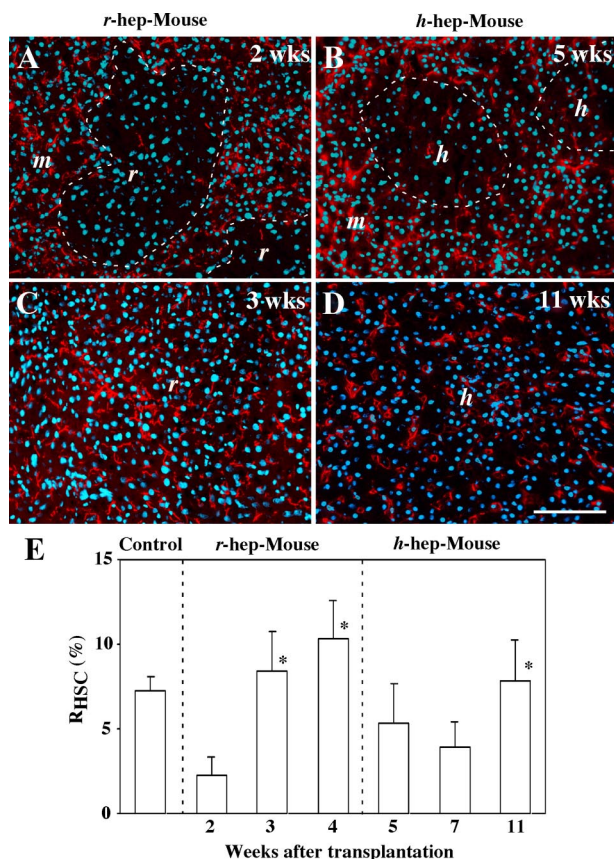 r-hep-Mouse
h-hep-Mouse
A
2 wks
m
r
r
B
5 wks
h
h
m
C
3 wks
r
D
11 wks
h
E
Control
r-hep-Mouse
h-hep-Mouse
RHSC (%)
15
10
5
0
*
*
*
2
3
4
5
7
11
Weeks after transplantation